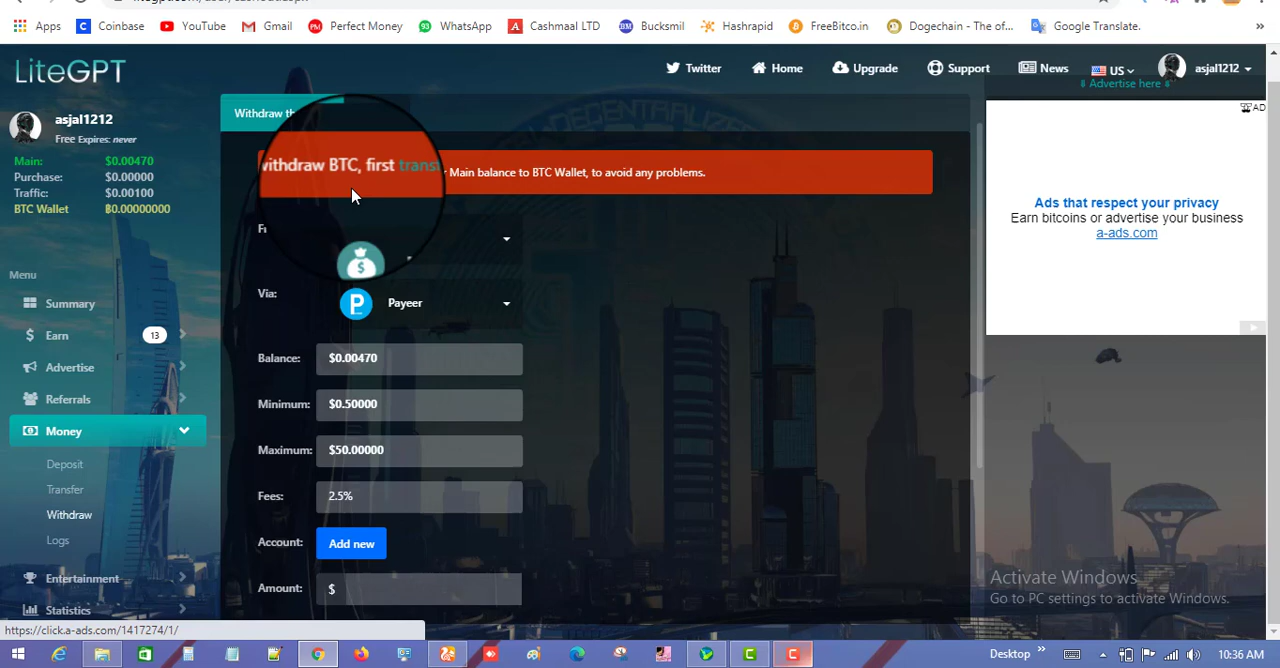 Apps Coinbase YouTube Gmail Perfect Money WhatsApp Cashmaal LTD Bucksmil Hashrapid FreeBitco.in Dogechain - The of... Google Translate. »
LiteGPT
Twitter Home Upgrade Support News US asjal1212
⇓ Advertise here ⇓
asjal1212
Free Expires: never
Main: $0.00470
Purchase: $0.00000
Traffic: $0.00100
BTC Wallet ฿0.00000000
Menu
Summary
Earn 13
Advertise
Referrals
Money
Deposit
Transfer
Withdraw
Logs
Entertainment
Statistics
Withdraw
withdraw BTC, first Main balance to BTC Wallet, to avoid any problems.
Via: Payeer
Balance: $0.00470
Minimum: $0.50000
Maximum: $50.00000
Fees: 2.5%
Account: Add new
Amount: $
AD
Ads that respect your privacy
Earn bitcoins or advertise your business
a-ads.com
Activate Windows
Go to PC settings to activate Windows.
https://click.a-ads.com/1417274/1/
Desktop » 10:36 AM